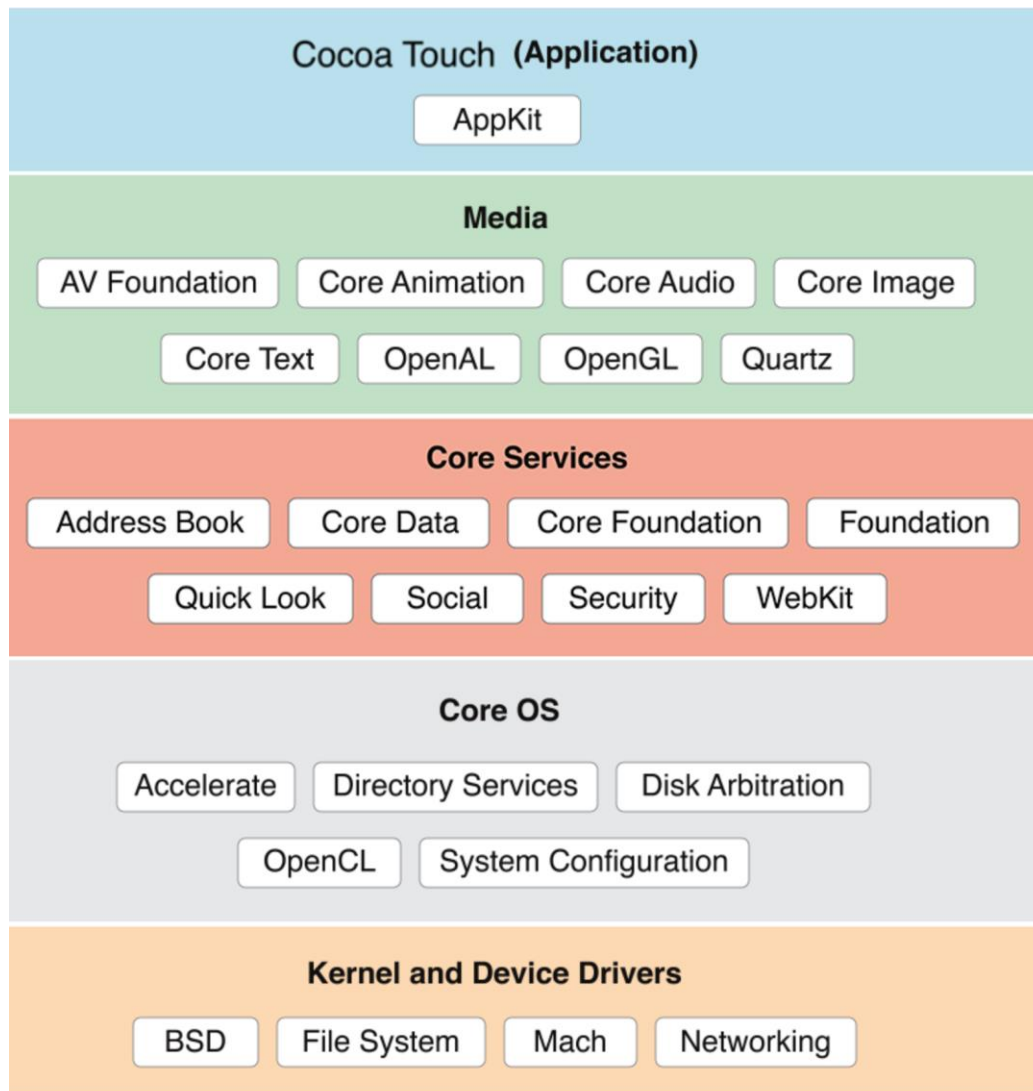 Cocoa Touch (Application)
AppKit
Media
AV Foundation Core Animation Core Audio Core Image
Core Text OpenAL OpenGL Quartz
Core Services
Address Book Core Data Core Foundation Foundation
Quick Look Social Security WebKit
Core OS
Accelerate Directory Services Disk Arbitration
OpenCL System Configuration
Kernel and Device Drivers
BSD File System Mach Networking